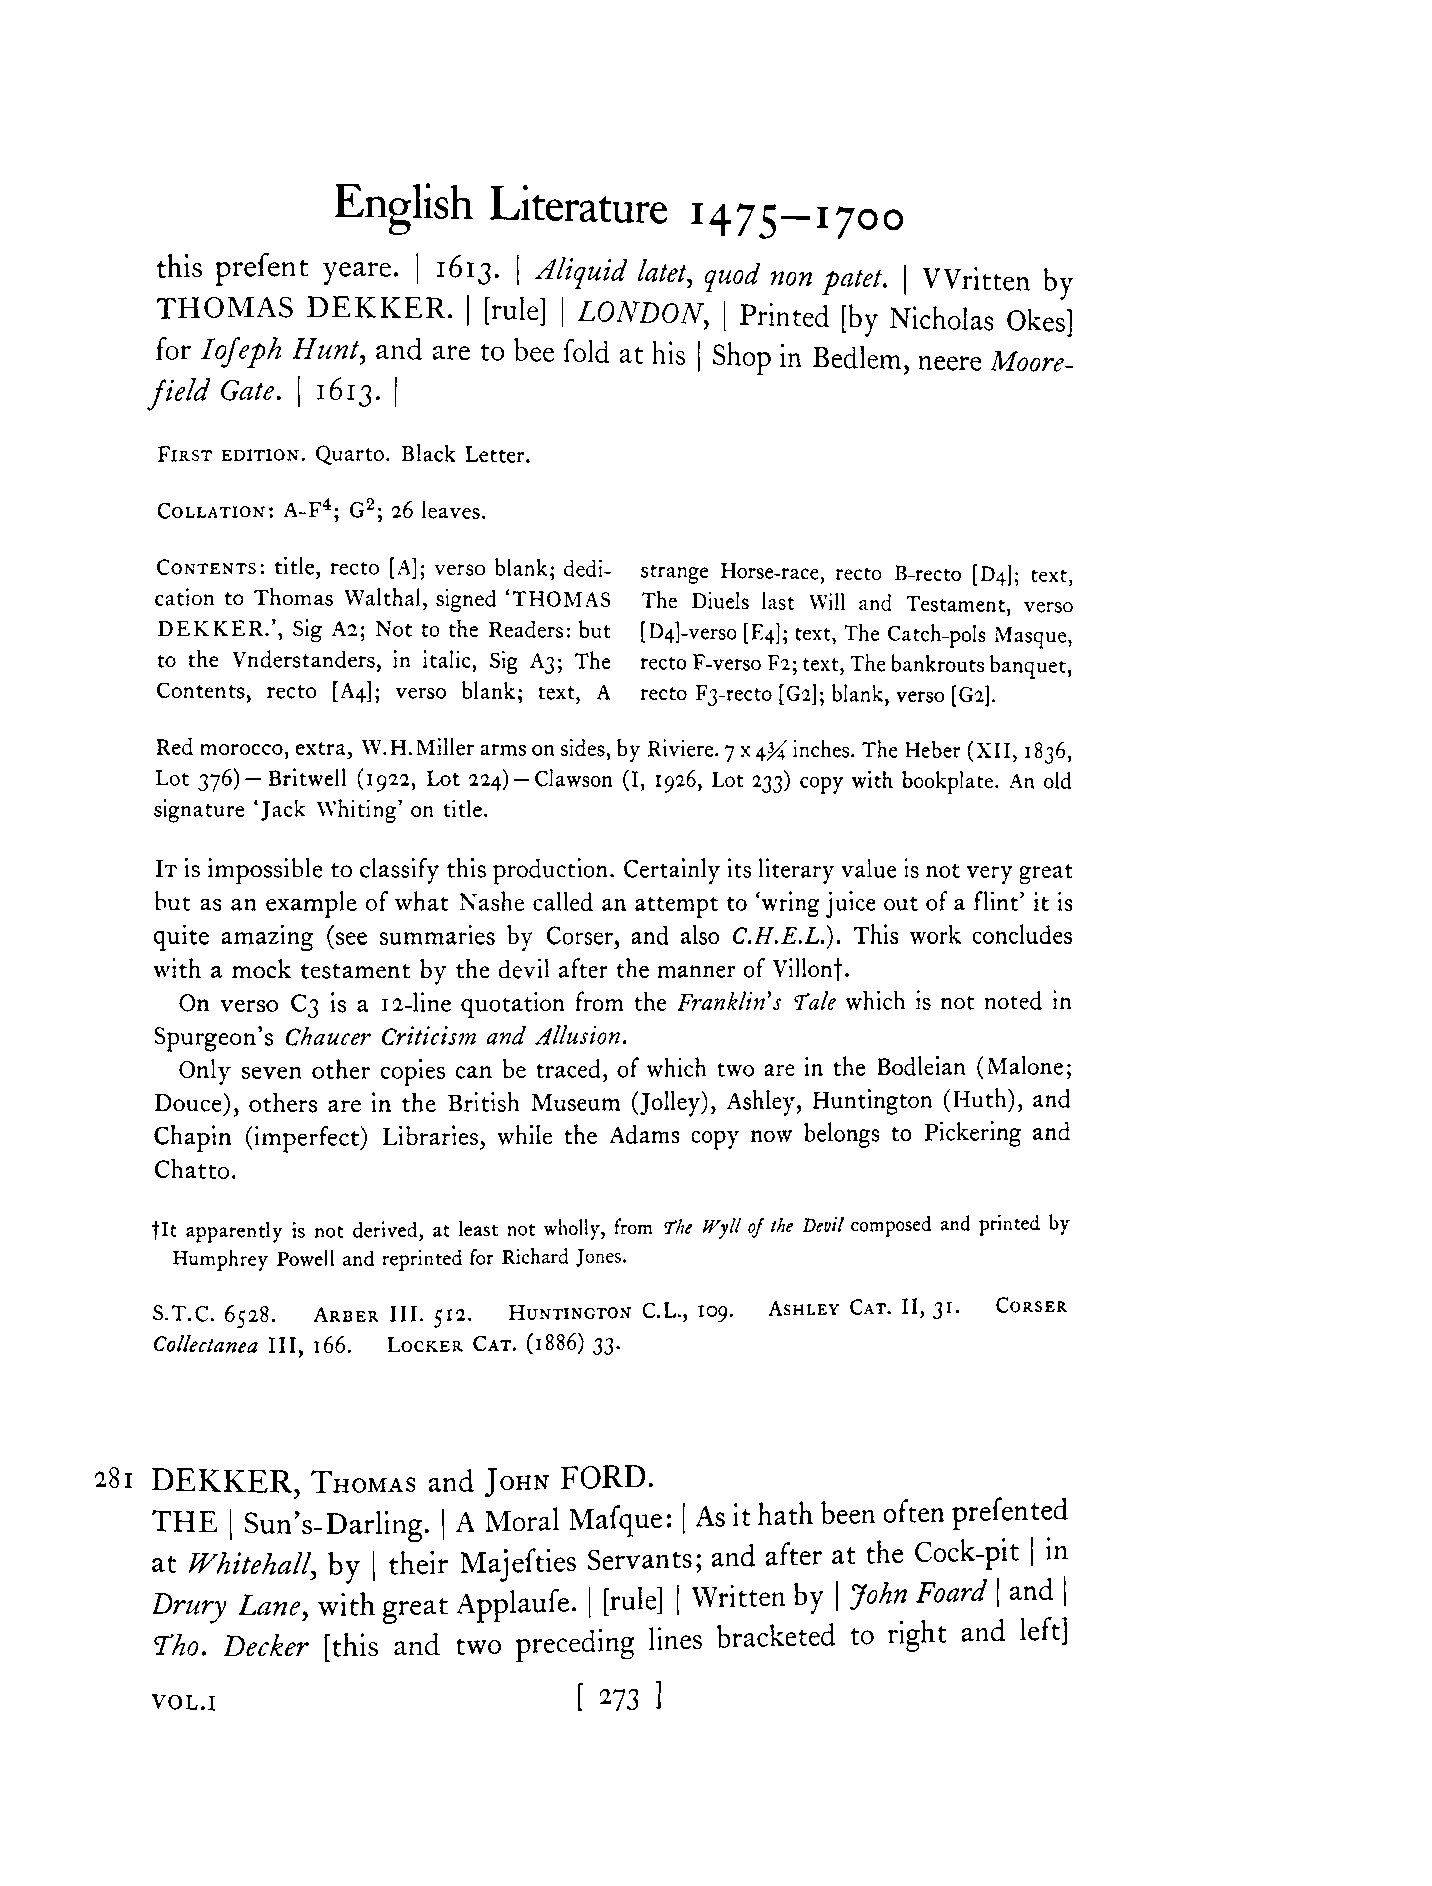 English Literature 1475–1700
this preſent yeare. | 1613. | Aliquid latet, quod non patet. | VVritten by
THOMAS DEKKER. | [rule] | LONDON, | Printed [by Nicholas Okes]
for Ioſeph Hunt, and are to bee ſold at his | Shop in Bedlem, neere Moore-
field Gate. | 1613. |
FIRST EDITION. Quarto. Black Letter.
COLLATION: A-F⁴; G²; 26 leaves.
CONTENTS: title, recto [A]; verso blank; dedi-
cation to Thomas Walthal, signed ‘THOMAS
DEKKER.’, Sig A2; Not to the Readers: but
to the Vnderstanders, in italic, Sig A3; The
Contents, recto [A4]; verso blank; text, A
strange Horse-race, recto B-recto [D4]; text,
The Diuels last Will and Testament, verso
[D4]-verso [E4]; text, The Catch-pols Masque,
recto F-verso F2; text, The bankrouts banquet,
recto F3-recto [G2]; blank, verso [G2].
Red morocco, extra, W.H.Miller arms on sides, by Riviere. 7 x 4¾ inches. The Heber (XII, 1836,
Lot 376) — Britwell (1922, Lot 224) — Clawson (I, 1926, Lot 233) copy with bookplate. An old
signature ‘Jack Whiting’ on title.
IT is impossible to classify this production. Certainly its literary value is not very great
but as an example of what Nashe called an attempt to ‘wring juice out of a flint’ it is
quite amazing (see summaries by Corser, and also C.H.E.L.). This work concludes
with a mock testament by the devil after the manner of Villon†.
On verso C3 is a 12-line quotation from the Franklin's Tale which is not noted in
Spurgeon's Chaucer Criticism and Allusion.
Only seven other copies can be traced, of which two are in the Bodleian (Malone;
Douce), others are in the British Museum (Jolley), Ashley, Huntington (Huth), and
Chapin (imperfect) Libraries, while the Adams copy now belongs to Pickering and
Chatto.
†It apparently is not derived, at least not wholly, from The Wyll of the Devil composed and printed by
Humphrey Powell and reprinted for Richard Jones.
S.T.C. 6528. ARBER III. 512. HUNTINGTON C.L., 109. ASHLEY CAT. II, 31. CORSER
Collectanea III, 166. LOCKER CAT. (1886) 33.
281 DEKKER, THOMAS and JOHN FORD.
THE | Sun's-Darling. | A Moral Maſque: | As it hath been often preſented
at Whitehall, by | their Majeſties Servants; and after at the Cock-pit | in
Drury Lane, with great Applauſe. | [rule] | Written by | John Foard | and |
Tho. Decker [this and two preceding lines bracketed to right and left]
VOL.I [ 273 ]